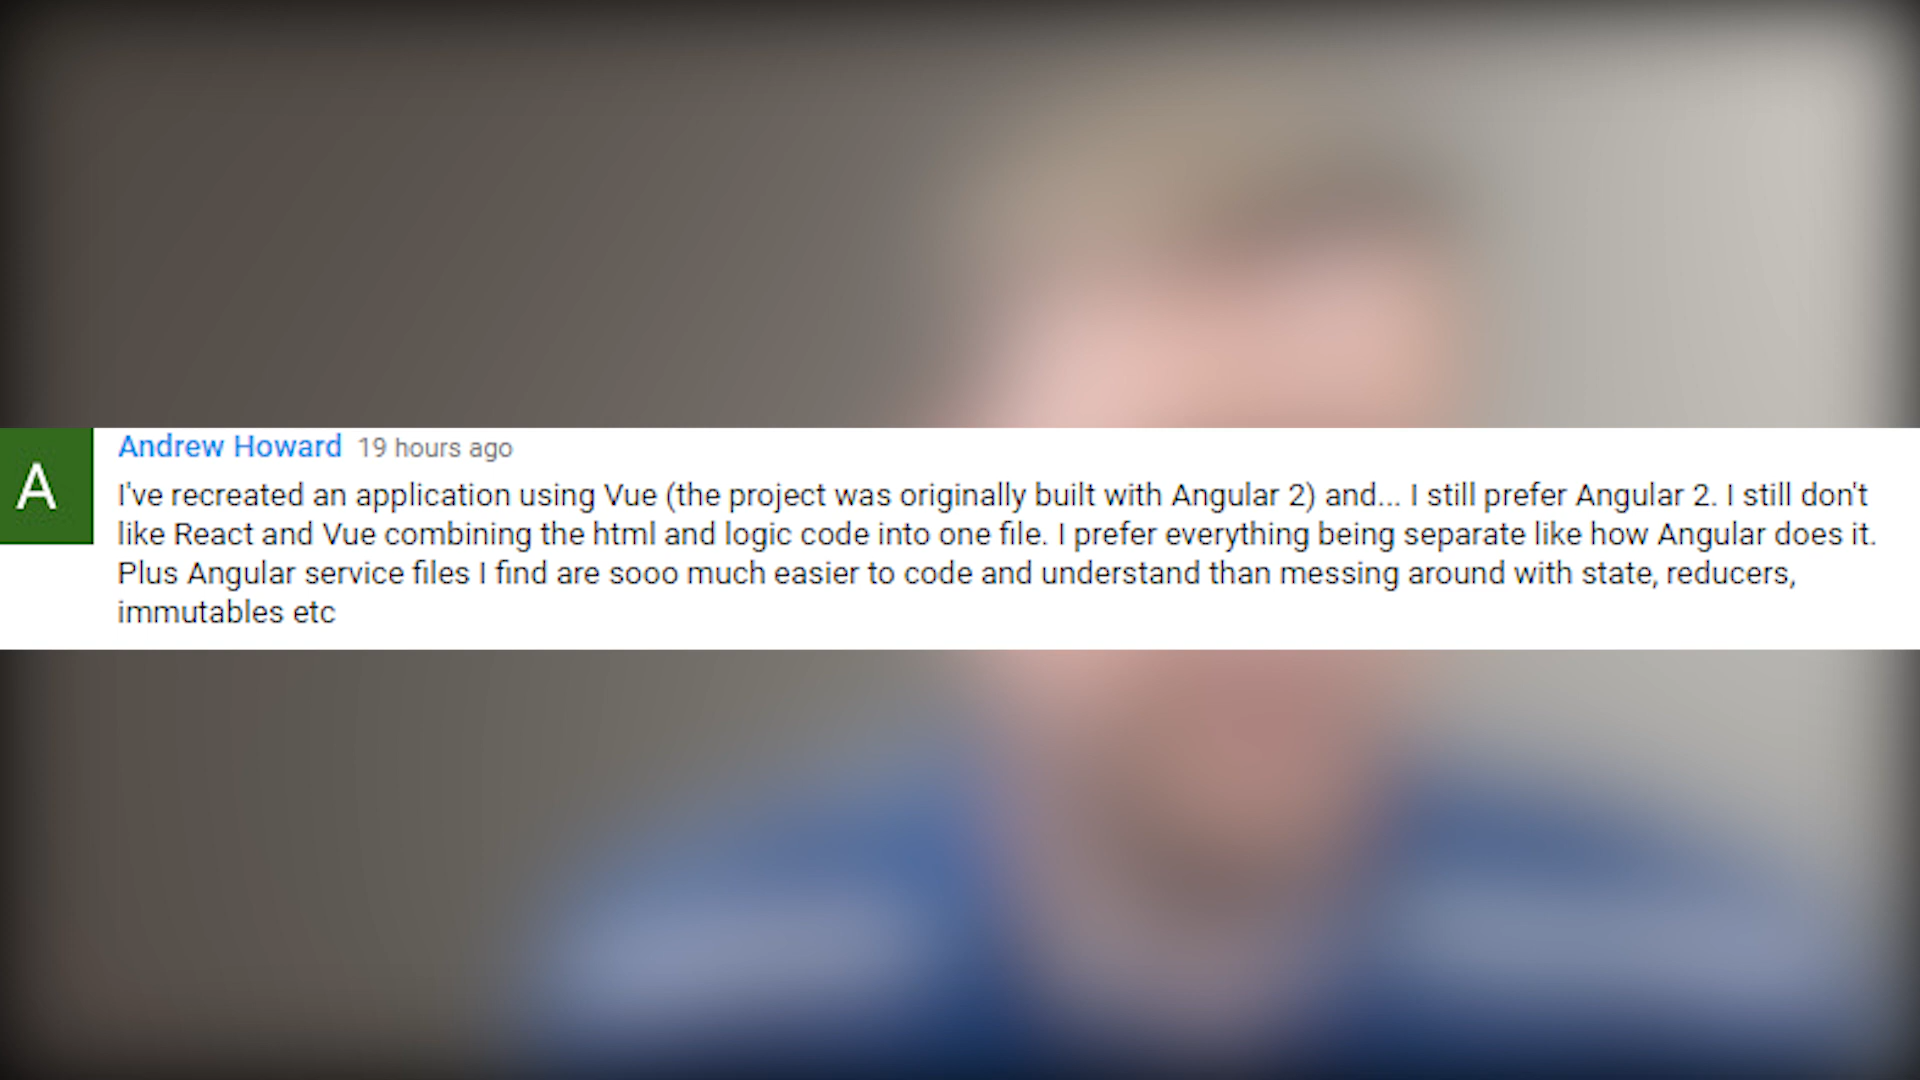 A
Andrew Howard 19 hours ago
I've recreated an application using Vue (the project was originally built with Angular 2) and... I still prefer Angular 2. I still don't
like React and Vue combining the html and logic code into one file. I prefer everything being separate like how Angular does it.
Plus Angular service files I find are sooo much easier to code and understand than messing around with state, reducers,
immutables etc